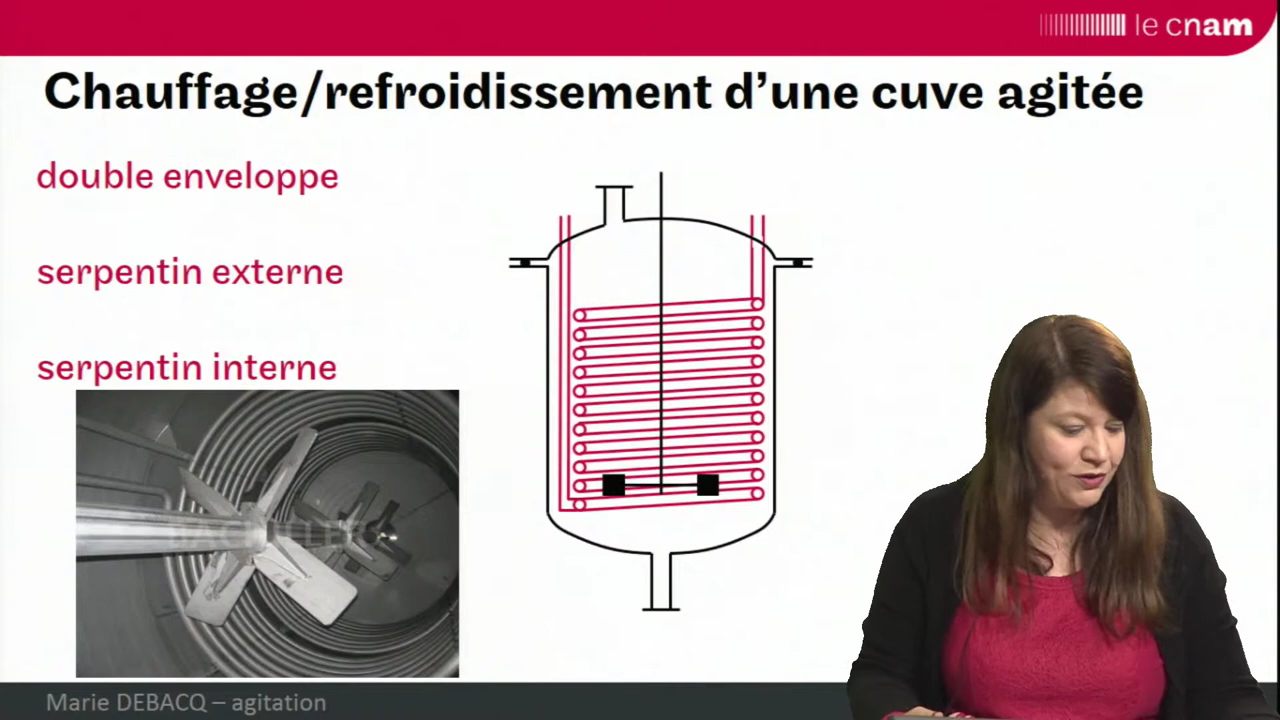 le cnam
Chauffage/refroidissement d'une cuve agitée
double enveloppe
serpentin externe
serpentin interne
Marie DEBACQ – agitation